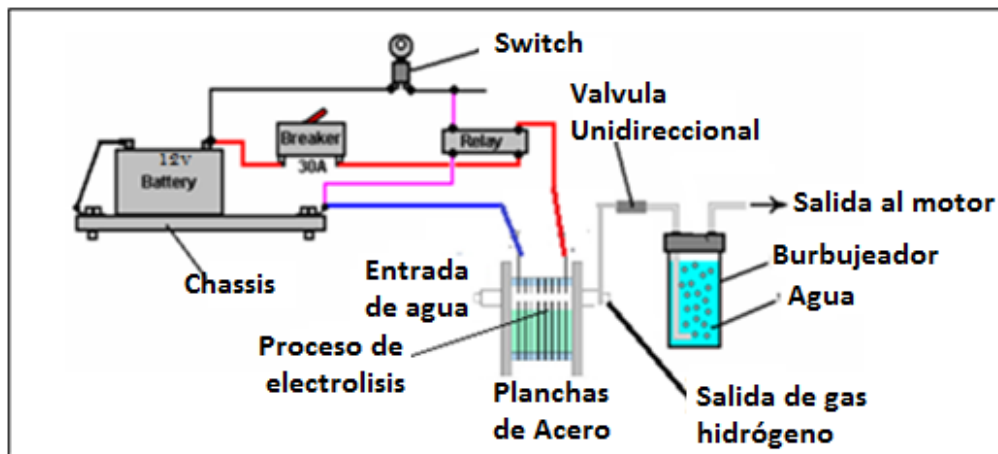 Switch
Valvula
Unidireccional
Breaker
30A
Relay
12v
Battery
Salida al motor
Chassis
Entrada
de agua
Burbujeador
Agua
Proceso de
electrolisis
Planchas
de Acero
Salida de gas
hidrógeno